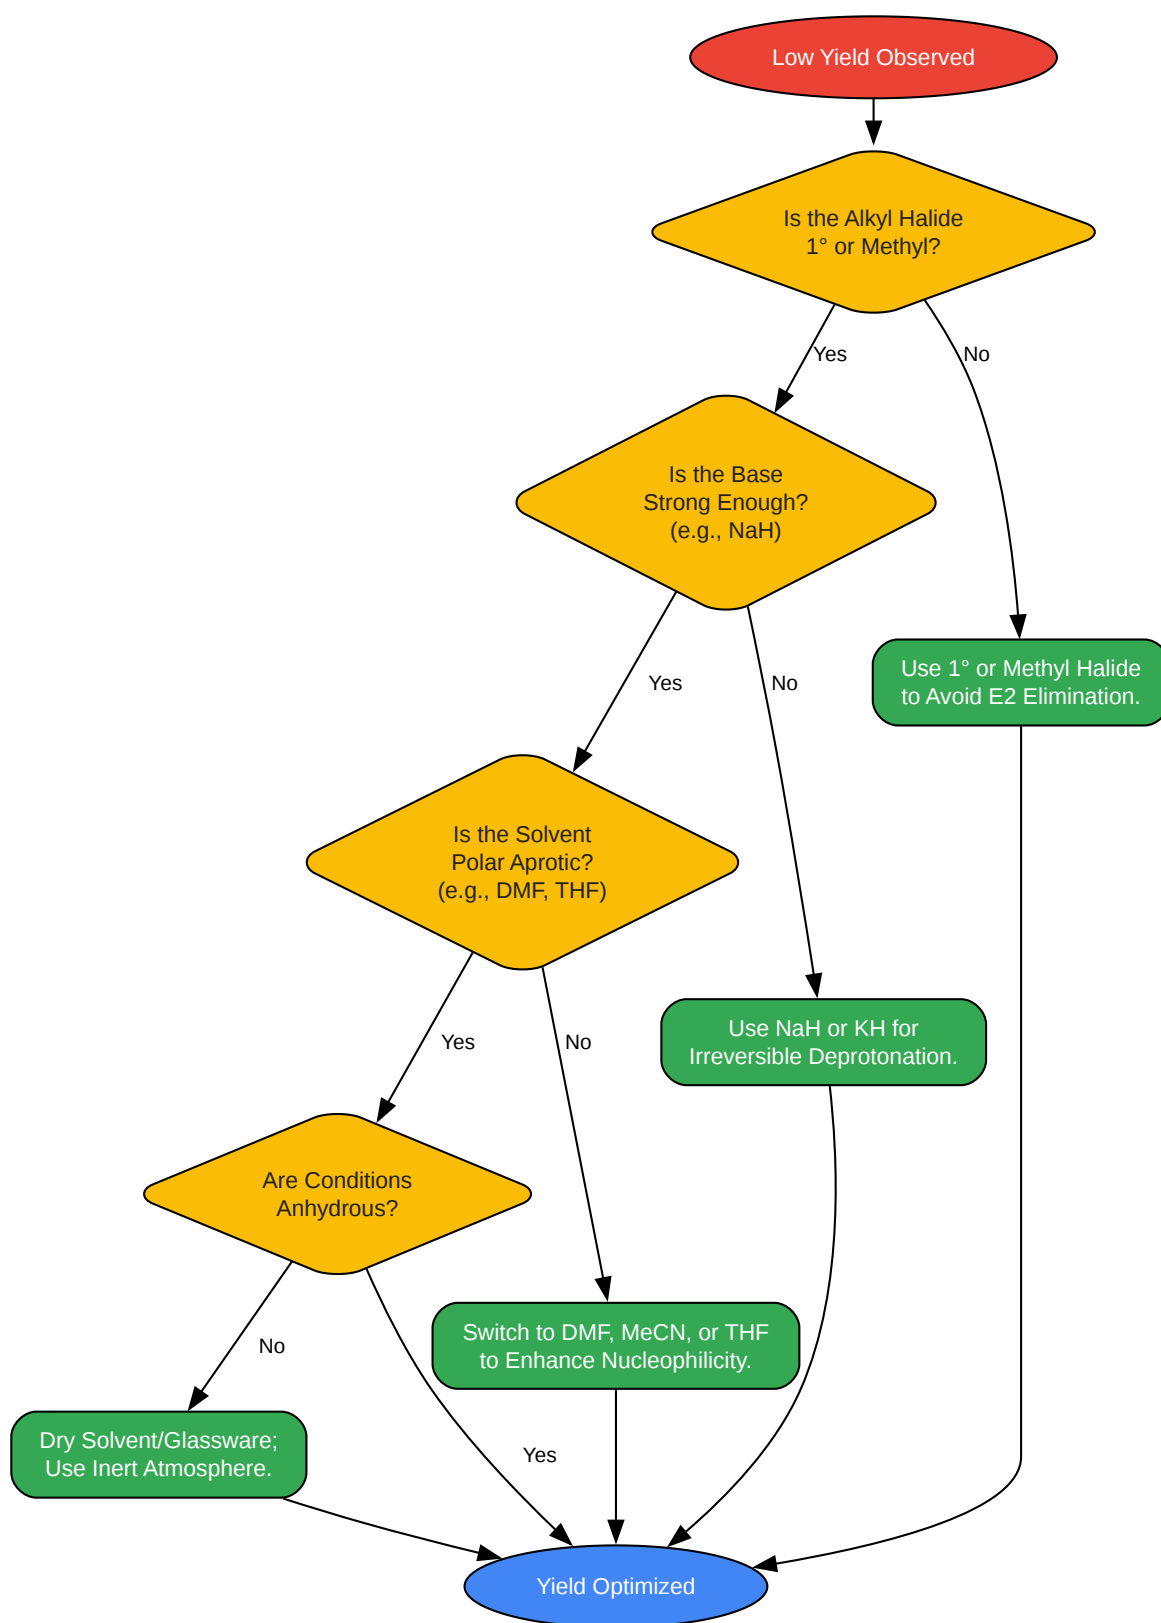 Low Yield Observed
Is the Alkyl Halide
1° or Methyl?
Yes
No
Is the Base
Strong Enough?
(e.g., NaH)
Yes
No
Use 1° or Methyl Halide
to Avoid E2 Elimination.
Is the Solvent
Polar Aprotic?
(e.g., DMF, THF)
Yes
No
Use NaH or KH for
Irreversible Deprotonation.
Are Conditions
Anhydrous?
No
Yes
Switch to DMF, MeCN, or THF
to Enhance Nucleophilicity.
Dry Solvent/Glassware;
Use Inert Atmosphere.
Yield Optimized